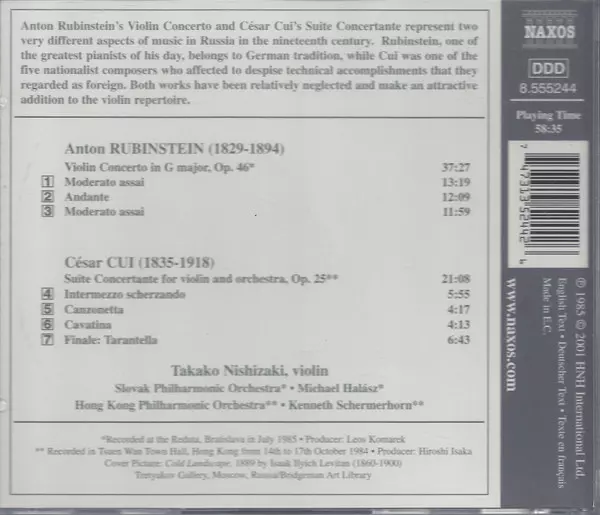 Anton Rubinstein's Violin Concerto and César Cui's Suite Concertante represent two
very different aspects of music in Russia in the nineteenth century. Rubinstein, one of
the greatest pianists of his day, belongs to German tradition, while Cui was one of the
five nationalist composers who affected to despise technical accomplishments that they
regarded as foreign. Both works have been relatively neglected and make an attractive
addition to the violin repertoire.
Anton RUBINSTEIN (1829-1894)
Violin Concerto in G major, Op. 46* 37:27
1 Moderato assai 13:19
2 Andante 12:09
3 Moderato assai 11:59
César CUI (1835-1918)
Suite Concertante for violin and orchestra, Op. 25** 21:08
4 Intermezzo scherzando 5:55
5 Canzonetta 4:17
6 Cavatina 4:13
7 Finale: Tarantella 6:43
Takako Nishizaki, violin
Slovak Philharmonic Orchestra* • Michael Halász*
Hong Kong Philharmonic Orchestra** • Kenneth Schermerhorn**
*Recorded at the Reduta, Bratislava in July 1985 • Producer: Leos Komarek
** Recorded in Tsuen Wan Town Hall, Hong Kong from 14th to 17th October 1984 • Producer: Hiroshi Isaka
Cover Picture: Cold Landscape, 1889 by Isaak Ilyich Levitan (1860-1900)
Tretyakov Gallery, Moscow, Russia/Bridgeman Art Library
NAXOS
DDD
8.555244
Playing Time
58:35
7 47313 52442 4
℗ 1985 © 2001 HNH International Ltd.
English Text • Deutscher Text • Texte en français
Made in E.C.
www.naxos.com